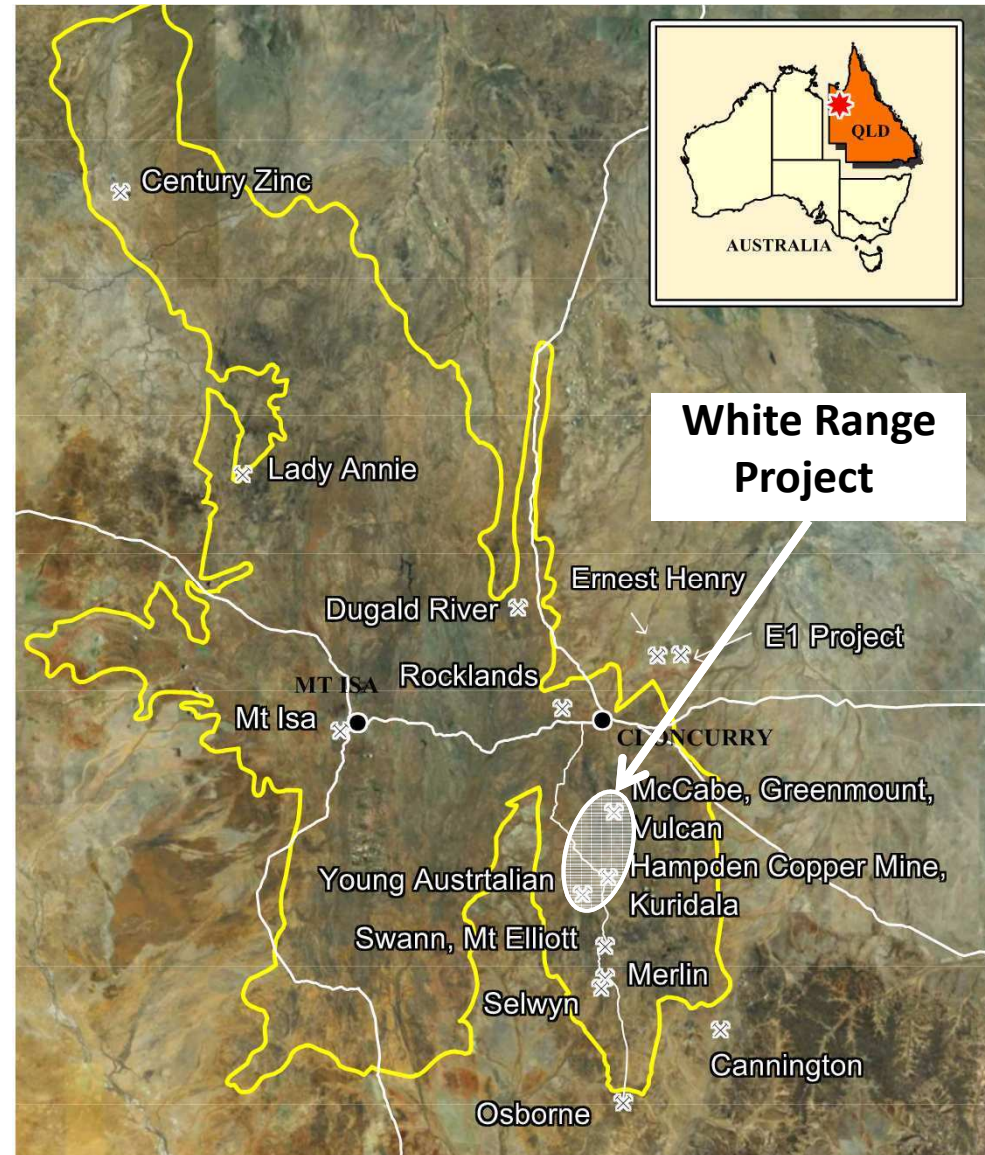 QLD
AUSTRALIA
Century Zinc
White Range
Project
Lady Annie
Ernest Henry
Dugald River
E1 Project
Rocklands
MT ISA
Mt Isa
CLONCURRY
McCabe, Greenmount,
Vulcan
Young Austrtalian
Hampden Copper Mine,
Kuridala
Swann, Mt Elliott
Merlin
Selwyn
Cannington
Osborne